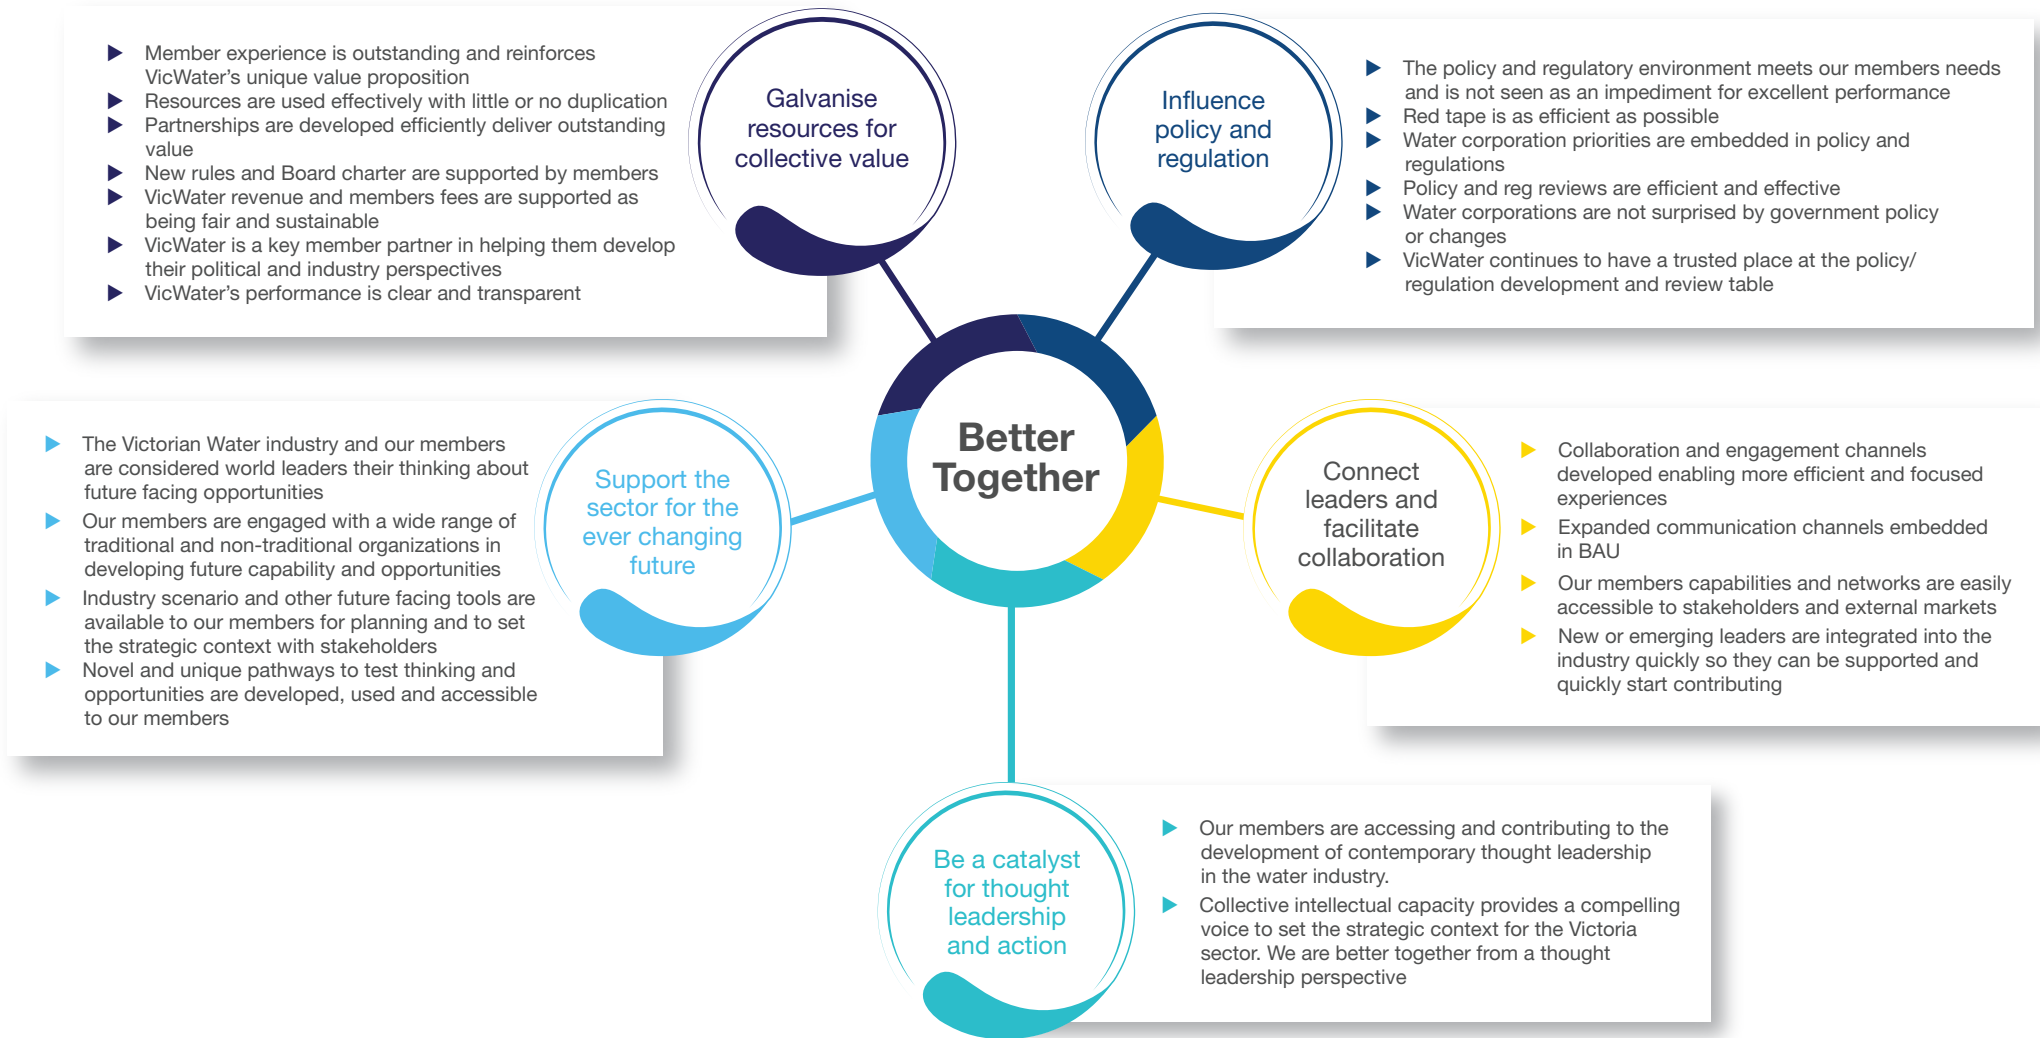 Member experience is outstanding and reinforces
VicWater's unique value proposition
Resources are used effectively with little or no duplication
Partnerships are developed efficiently deliver outstanding
value
New rules and Board charter are supported by members
VicWater revenue and members fees are supported as
being fair and sustainable
VicWater is a key member partner in helping them develop
their political and industry perspectives
VicWater's performance is clear and transparent
Galvanise
resources for
collective value
Influence
policy and
regulation
The policy and regulatory environment meets our members needs
and is not seen as an impediment for excellent performance
Red tape is as efficient as possible
Water corporation priorities are embedded in policy and
regulations
Policy and reg reviews are efficient and effective
Water corporations are not surprised by government policy
or changes
VicWater continues to have a trusted place at the policy/
regulation development and review table
The Victorian Water industry and our members
are considered world leaders their thinking about
future facing opportunities
Our members are engaged with a wide range of
traditional and non-traditional organizations in
developing future capability and opportunities
Industry scenario and other future facing tools are
available to our members for planning and to set
the strategic context with stakeholders
Novel and unique pathways to test thinking and
opportunities are developed, used and accessible
to our members
Support the
sector for the
ever changing
future
Better
Together
Connect
leaders and
facilitate
collaboration
Collaboration and engagement channels
developed enabling more efficient and focused
experiences
Expanded communication channels embedded
in BAU
Our members capabilities and networks are easily
accessible to stakeholders and external markets
New or emerging leaders are integrated into the
industry quickly so they can be supported and
quickly start contributing
Be a catalyst
for thought
leadership
and action
Our members are accessing and contributing to the
development of contemporary thought leadership
in the water industry.
Collective intellectual capacity provides a compelling
voice to set the strategic context for the Victoria
sector. We are better together from a thought
leadership perspective